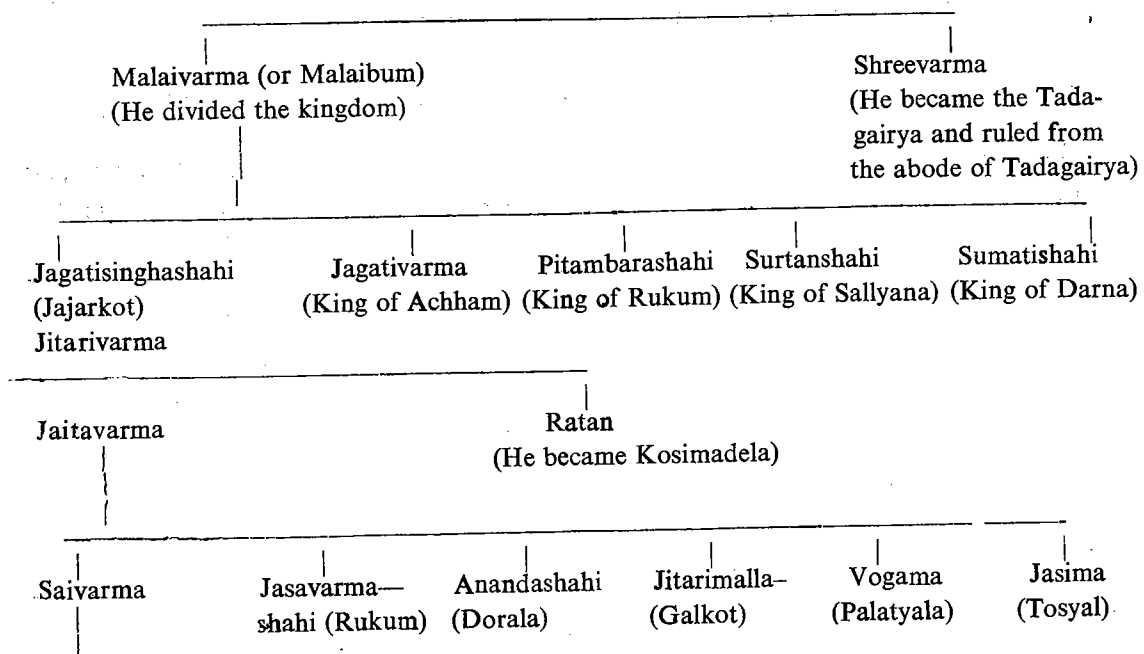 Malaivarma (or Malaibum)
(He divided the kingdom)
Shreevarma
(He became the Tada-
gairya and ruled from
the abode of Tadagairya)
Jagatisinghashahi
(Jajarkot)
Jitarivarma
Jagativarma
(King of Achham)
Pitambarashahi
(King of Rukum)
Surtanshahi
(King of Sallyana)
Sumatishahi
(King of Darna)
Jaitavarma
Ratan
(He became Kosimadela)
Saivarma
Jasavarma—
shahi (Rukum)
Anandashahi
(Dorala)
Jitarimalla–
(Galkot)
Vogama
(Palatyala)
Jasima
(Tosyal)